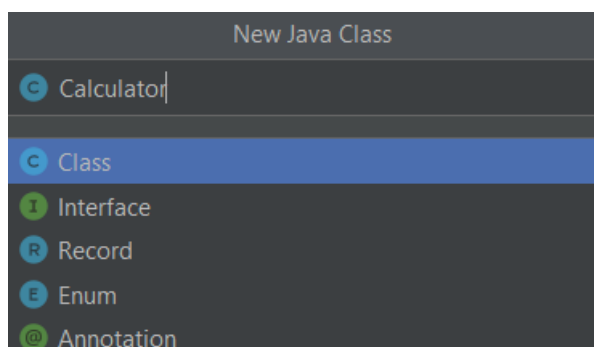 New Java Class
C Calculator
C Class
I Interface
R Record
E Enum
@ Annotation